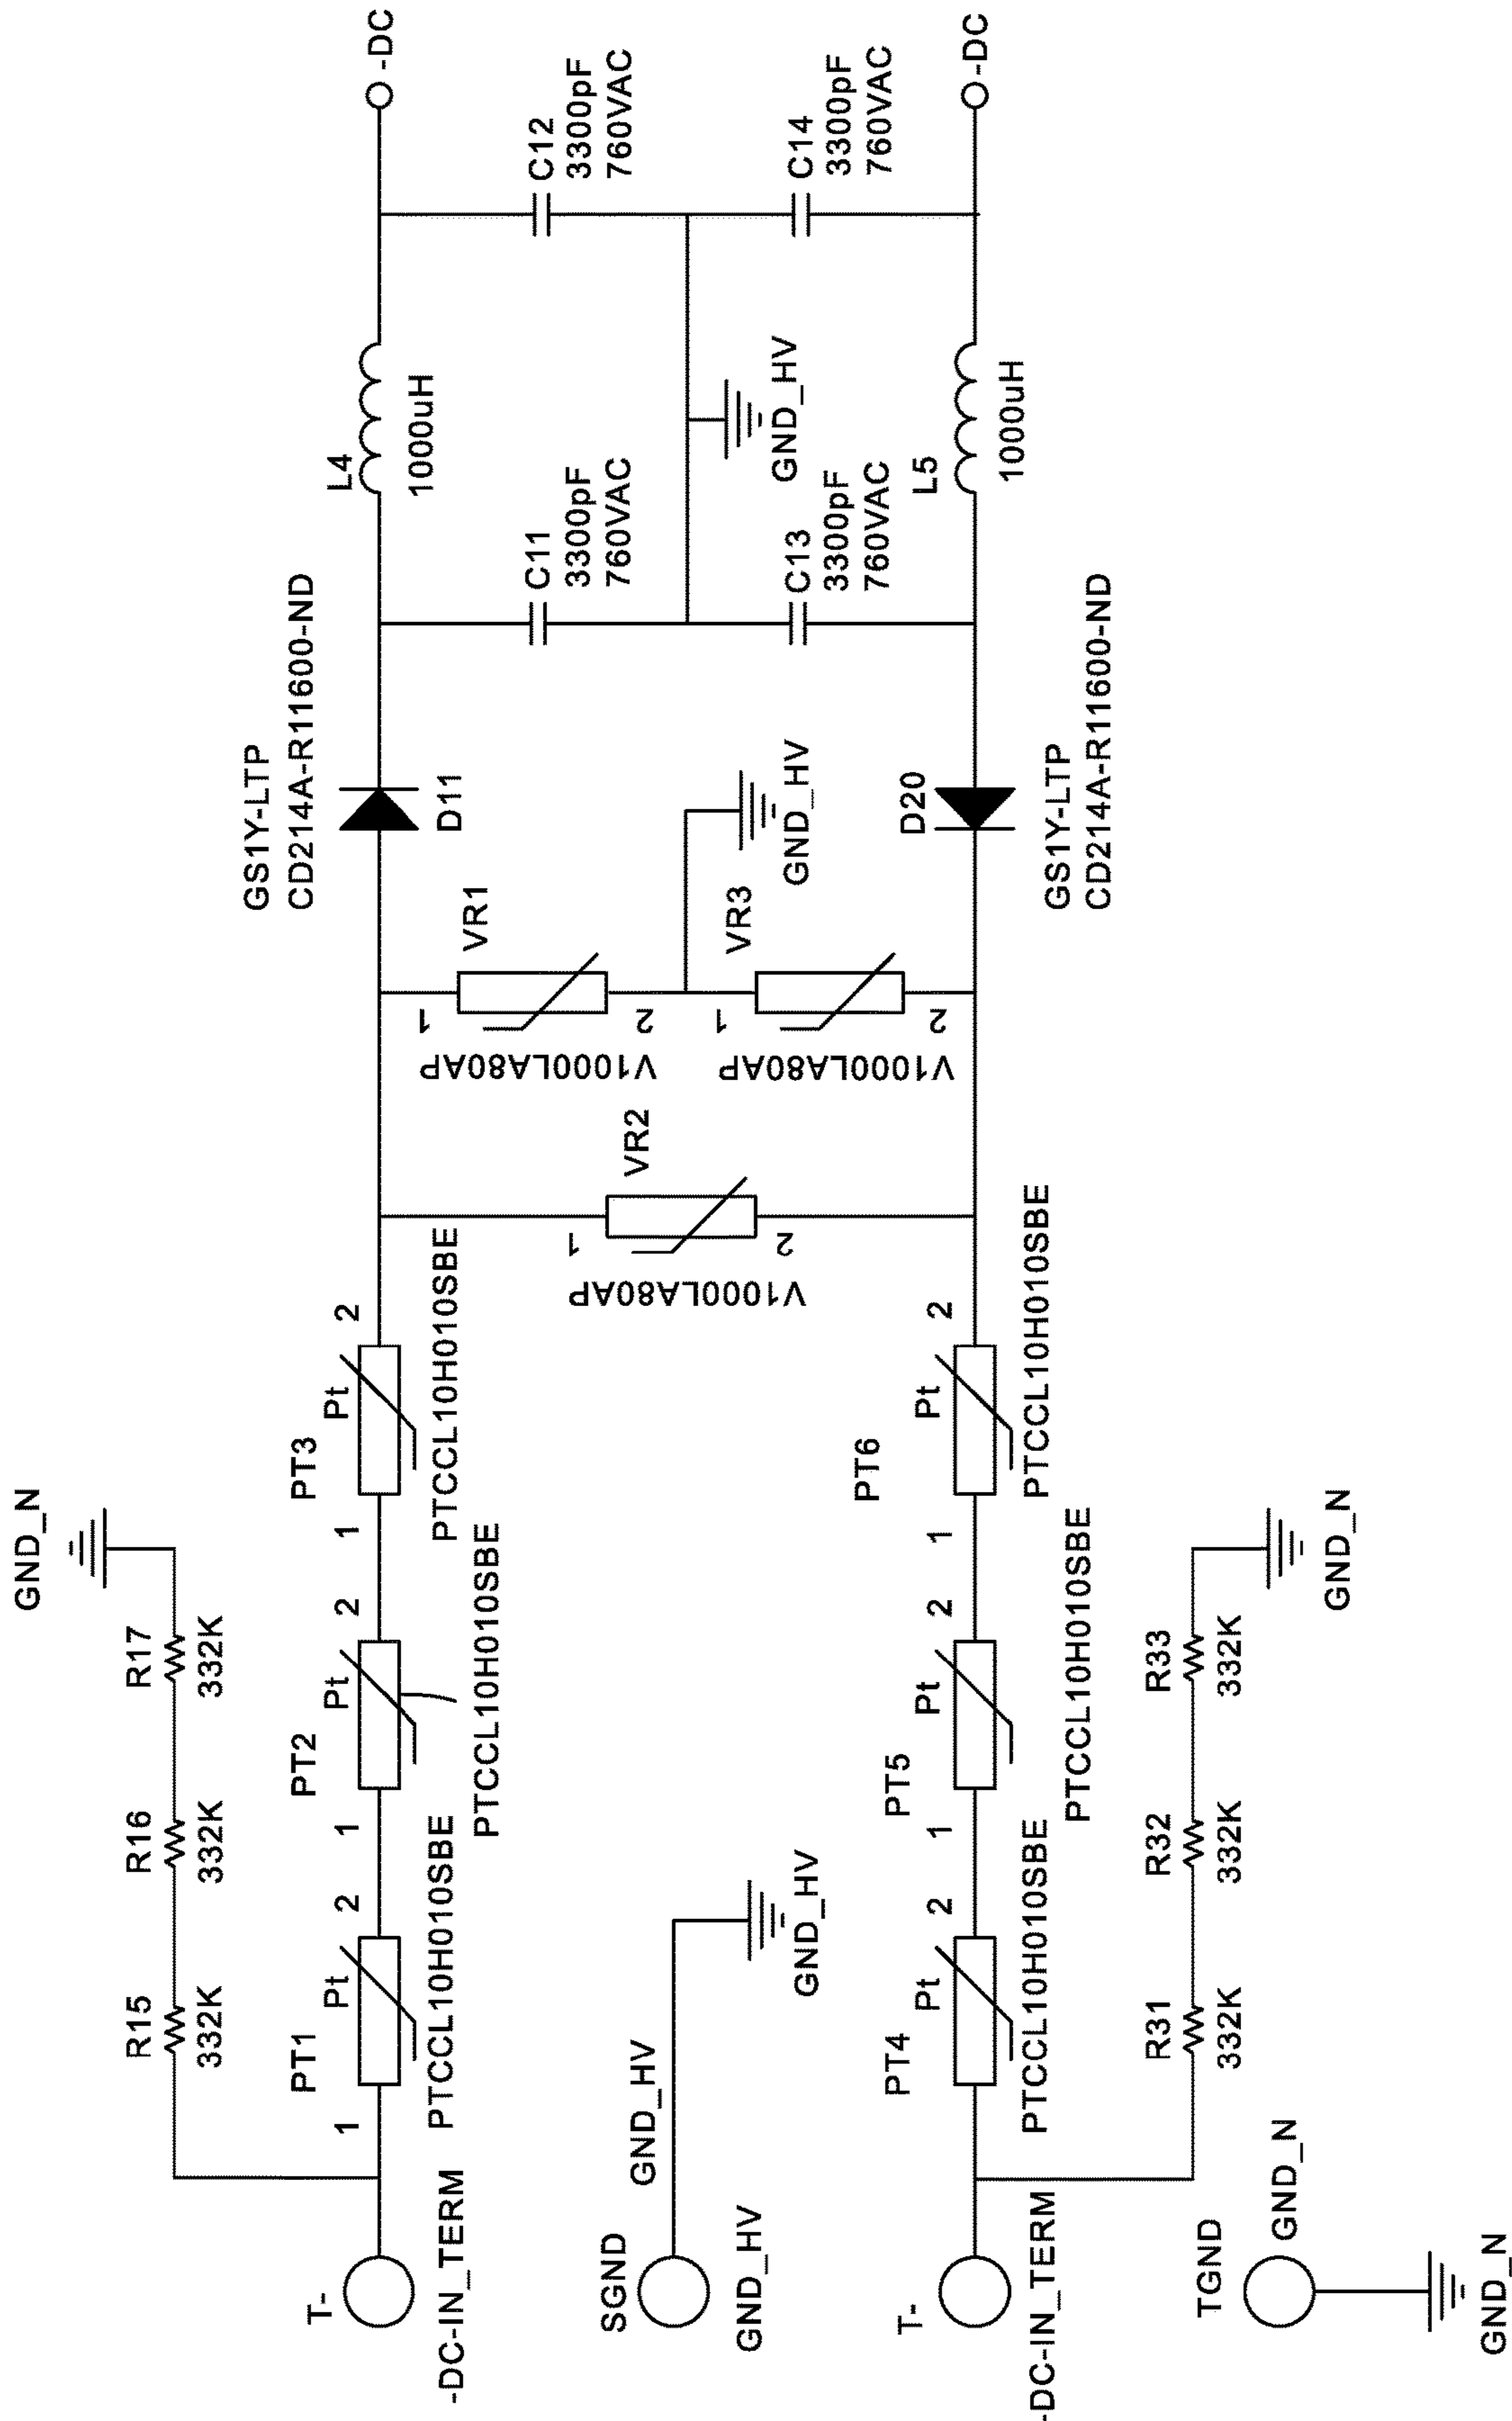 GND_N
R15
332K
R16
332K
R17
332K
T-
-DC-IN_TERM
1
PT1
Pt
PTCCL10H010SBE
2
1
PT2
Pt
PTCCL10H010SBE
2
1
PT3
Pt
PTCCL10H010SBE
2
VR2
1
2
V1000LA80AP
VR1
1
2
V1000LA80AP
VR3
1
2
V1000LA80AP
GND_HV
GS1Y-LTP
CD214A-R11600-ND
D11
L4
1000uH
C11
3300pF
760VAC
C12
3300pF
760VAC
-DC
GND_HV
C13
3300pF
760VAC
C14
3300pF
760VAC
SGND
GND_HV
GND_HV
GND_HV
T-
-DC-IN_TERM
PT4
Pt
PTCCL10H010SBE
2
1
PT5
Pt
PTCCL10H010SBE
2
1
PT6
Pt
PTCCL10H010SBE
2
D20
GS1Y-LTP
CD214A-R11600-ND
L5
1000uH
-DC
R31
332K
R32
332K
R33
332K
GND_N
TGND
GND_N
GND_N